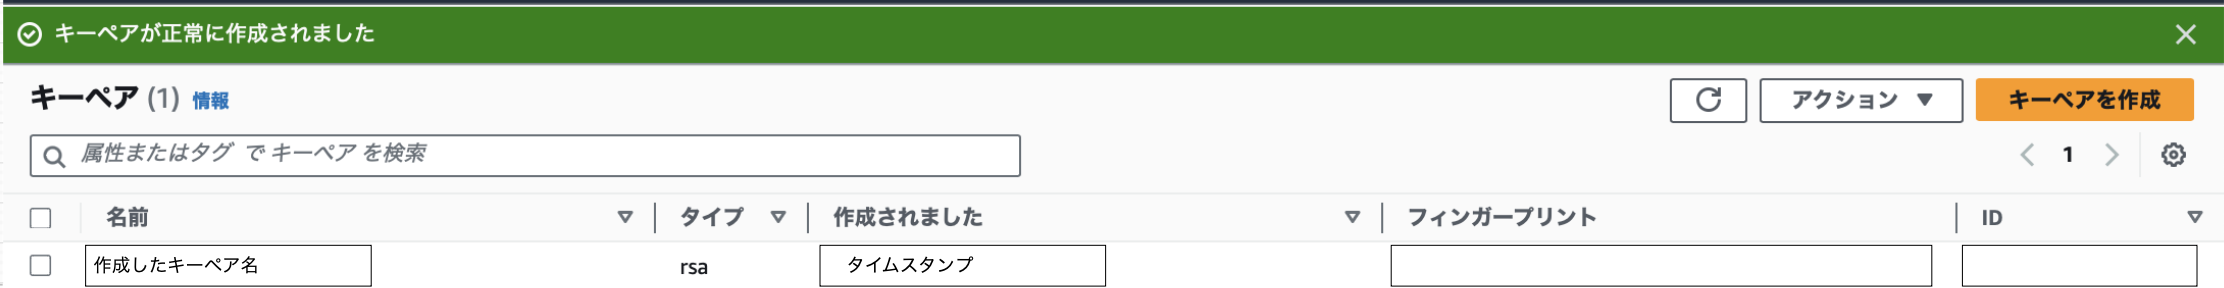 キーペアが正常に作成されました
キーペア (1) 情報
アクション
キーペアを作成
属性またはタグ で キーペア を検索
1
名前 タイプ 作成されました フィンガープリント ID
作成したキーペア名 rsa タイムスタンプ